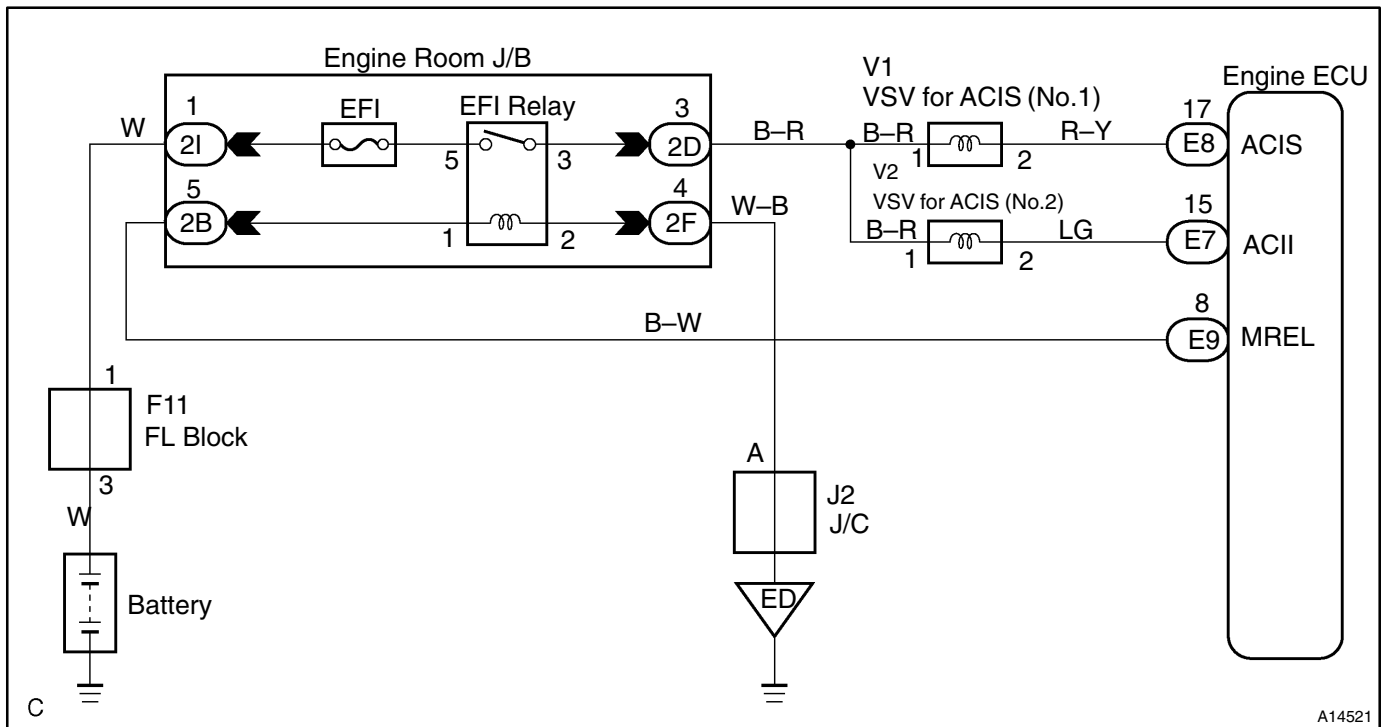 Engine Room J/B
V1
VSV for ACIS (No.1)
Engine ECU
1
EFI
EFI Relay
3
17
W
2I
5
3
2D
B–R
B–R
1
2
R–Y
E8
ACIS
V2
5
4
VSV for ACIS (No.2)
15
2B
1
2
2F
W–B
B–R
1
2
LG
E7
ACII
8
B–W
E9
MREL
1
F11
FL Block
3
A
J2
J/C
W
Battery
ED
C
A14521